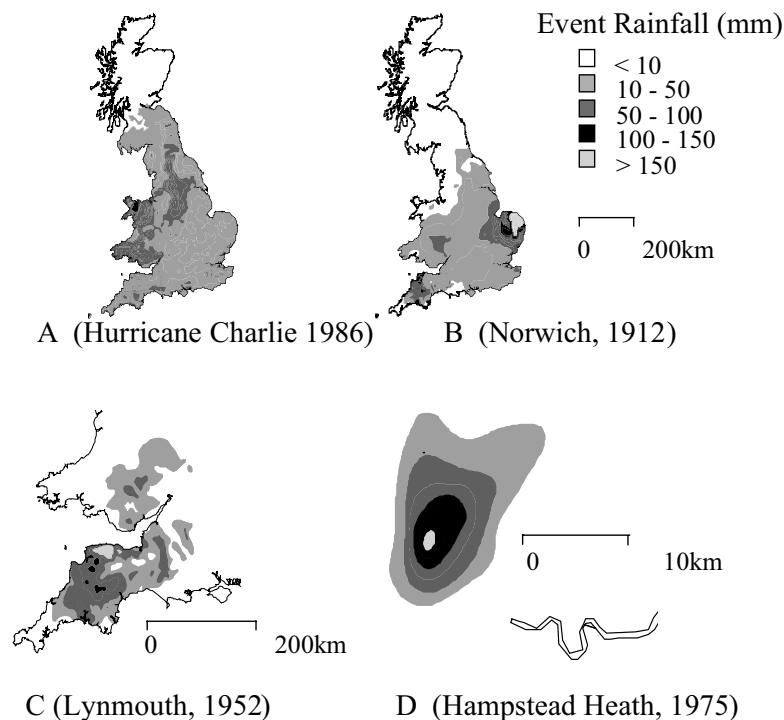 Event Rainfall (mm)
< 10
10 - 50
50 - 100
100 - 150
> 150
0 200km
A (Hurricane Charlie 1986)
B (Norwich, 1912)
0 200km
0 10km
C (Lynmouth, 1952)
D (Hampstead Heath, 1975)